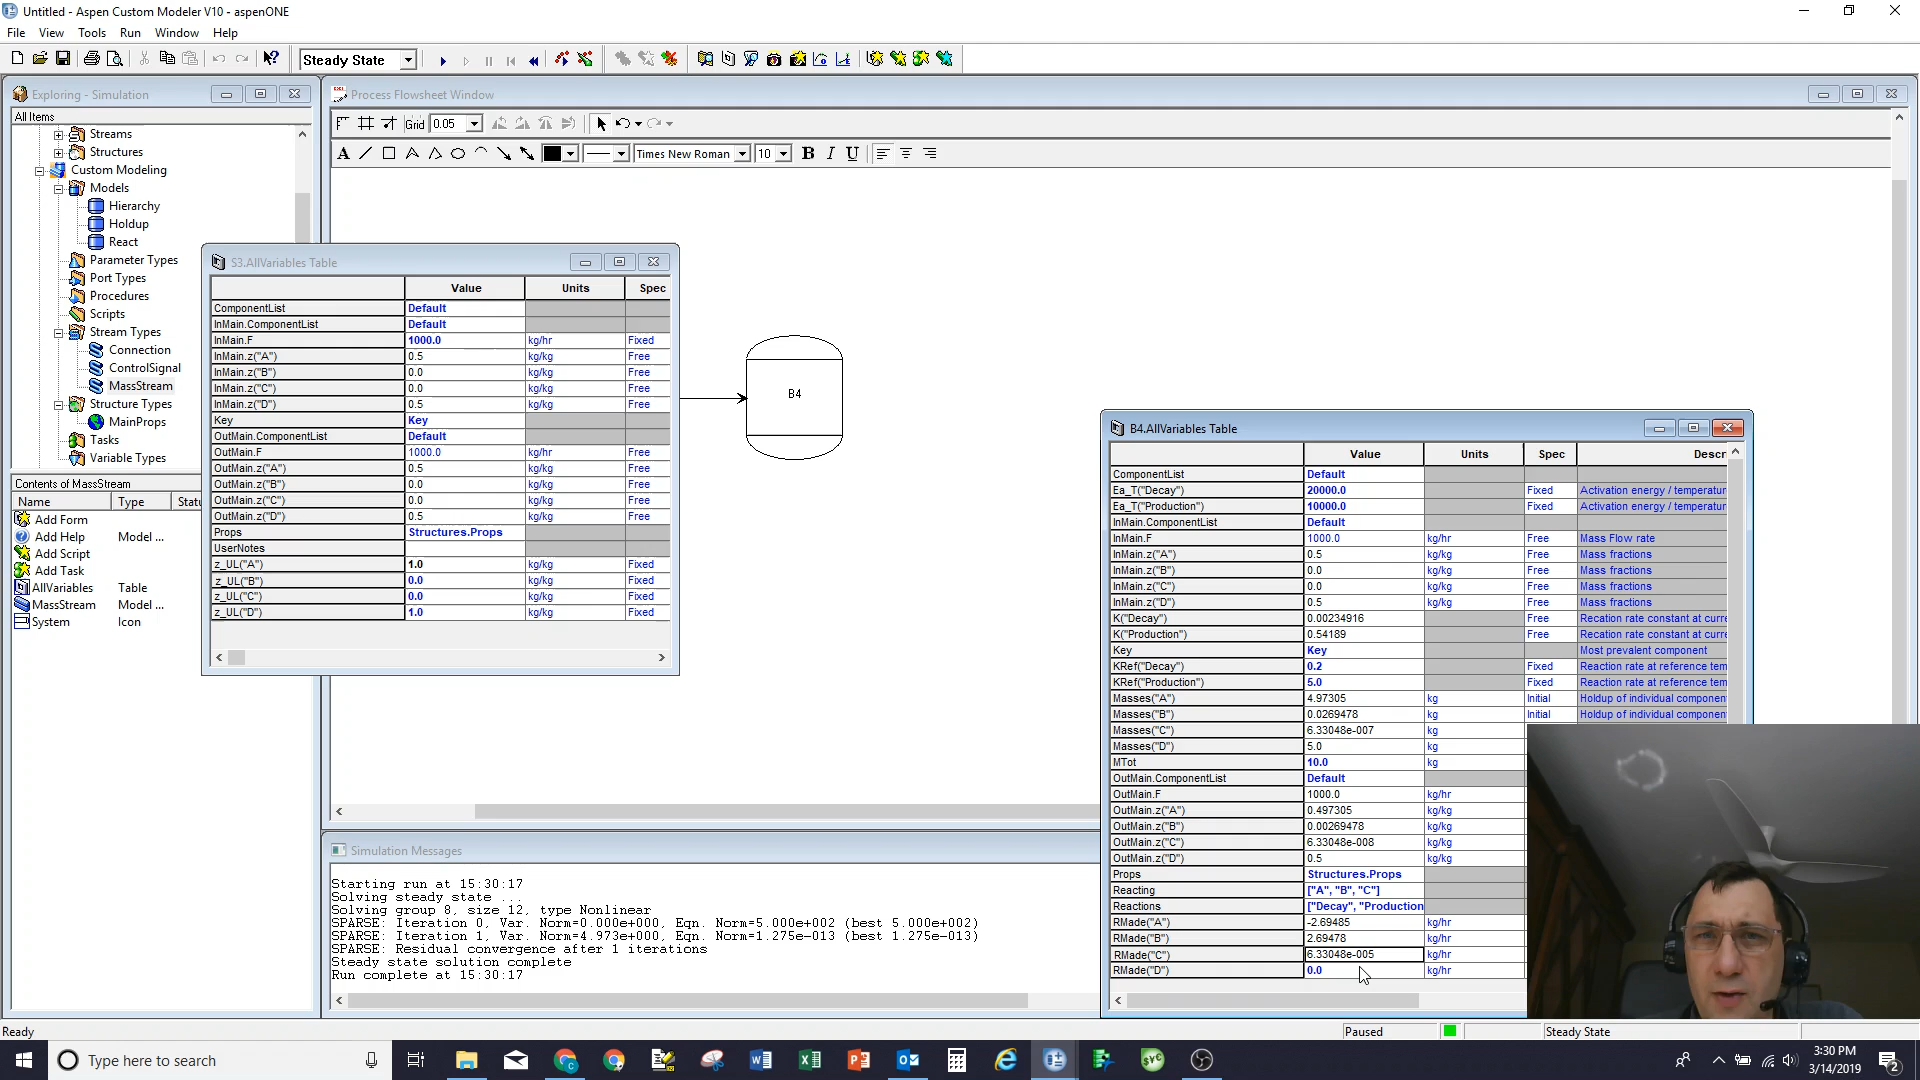 Untitled - Aspen Custom Modeler V10 - aspenONE
File View Tools Run Window Help
Steady State
Exploring - Simulation
All Items
Streams
Structures
Custom Modeling
Models
Hierarchy
Holdup
React
Parameter Types
Port Types
Procedures
Scripts
Stream Types
Connection
ControlSignal
MassStream
Structure Types
MainProps
Tasks
Variable Types
Contents of MassStream
Name Type Statu
Add Form
Add Help Model ...
Add Script
Add Task
AllVariables Table
MassStream Model ...
System Icon
Process Flowsheet Window
Grid 0.05
A Times New Roman 10 B I U
S3.AllVariables Table
Value Units Spec
ComponentList Default
InMain.ComponentList Default
InMain.F 1000.0 kg/hr Fixed
InMain.z("A") 0.5 kg/kg Free
InMain.z("B") 0.0 kg/kg Free
InMain.z("C") 0.0 kg/kg Free
InMain.z("D") 0.5 kg/kg Free
Key Key
OutMain.ComponentList Default
OutMain.F 1000.0 kg/hr Free
OutMain.z("A") 0.5 kg/kg Free
OutMain.z("B") 0.0 kg/kg Free
OutMain.z("C") 0.0 kg/kg Free
OutMain.z("D") 0.5 kg/kg Free
Props Structures.Props
UserNotes
z_UL("A") 1.0 kg/kg Fixed
z_UL("B") 0.0 kg/kg Fixed
z_UL("C") 0.0 kg/kg Fixed
z_UL("D") 1.0 kg/kg Fixed
B4
B4.AllVariables Table
Value Units Spec Descri
ComponentList Default
Ea_T("Decay") 20000.0 Fixed Activation energy / temperatur
Ea_T("Production") 10000.0 Fixed Activation energy / temperatur
InMain.ComponentList Default
InMain.F 1000.0 kg/hr Free Mass Flow rate
InMain.z("A") 0.5 kg/kg Free Mass fractions
InMain.z("B") 0.0 kg/kg Free Mass fractions
InMain.z("C") 0.0 kg/kg Free Mass fractions
InMain.z("D") 0.5 kg/kg Free Mass fractions
K("Decay") 0.00234916 Free Recation rate constant at curre
K("Production") 0.54189 Free Recation rate constant at curre
Key Key Most prevalent component
KRef("Decay") 0.2 Fixed Reaction rate at reference tem
KRef("Production") 5.0 Fixed Reaction rate at reference tem
Masses("A") 4.97305 kg Initial Holdup of individual componen
Masses("B") 0.0269478 kg Initial Holdup of individual componen
Masses("C") 6.33048e-007 kg
Masses("D") 5.0 kg
MTot 10.0 kg
OutMain.ComponentList Default
OutMain.F 1000.0 kg/hr
OutMain.z("A") 0.497305 kg/kg
OutMain.z("B") 0.00269478 kg/kg
OutMain.z("C") 6.33048e-008 kg/kg
OutMain.z("D") 0.5 kg/kg
Props Structures.Props
Reacting ["A", "B", "C"]
Reactions ["Decay", "Production
RMade("A") -2.69485 kg/hr
RMade("B") 2.69478 kg/hr
RMade("C") 6.33048e-005 kg/hr
RMade("D") 0.0 kg/hr
Simulation Messages
Starting run at 15:30:17
Solving steady state ...
Solving group 8, size 12, type Nonlinear
SPARSE: Iteration 0, Var. Norm=0.000e+000, Eqn. Norm=5.000e+002 (best 5.000e+002)
SPARSE: Iteration 1, Var. Norm=4.973e+000, Eqn. Norm=1.275e-013 (best 1.275e-013)
SPARSE: Residual convergence after 1 iterations
Steady state solution complete
Run complete at 15:30:17
Ready Paused Steady State
Type here to search
3:30 PM
3/14/2019
2